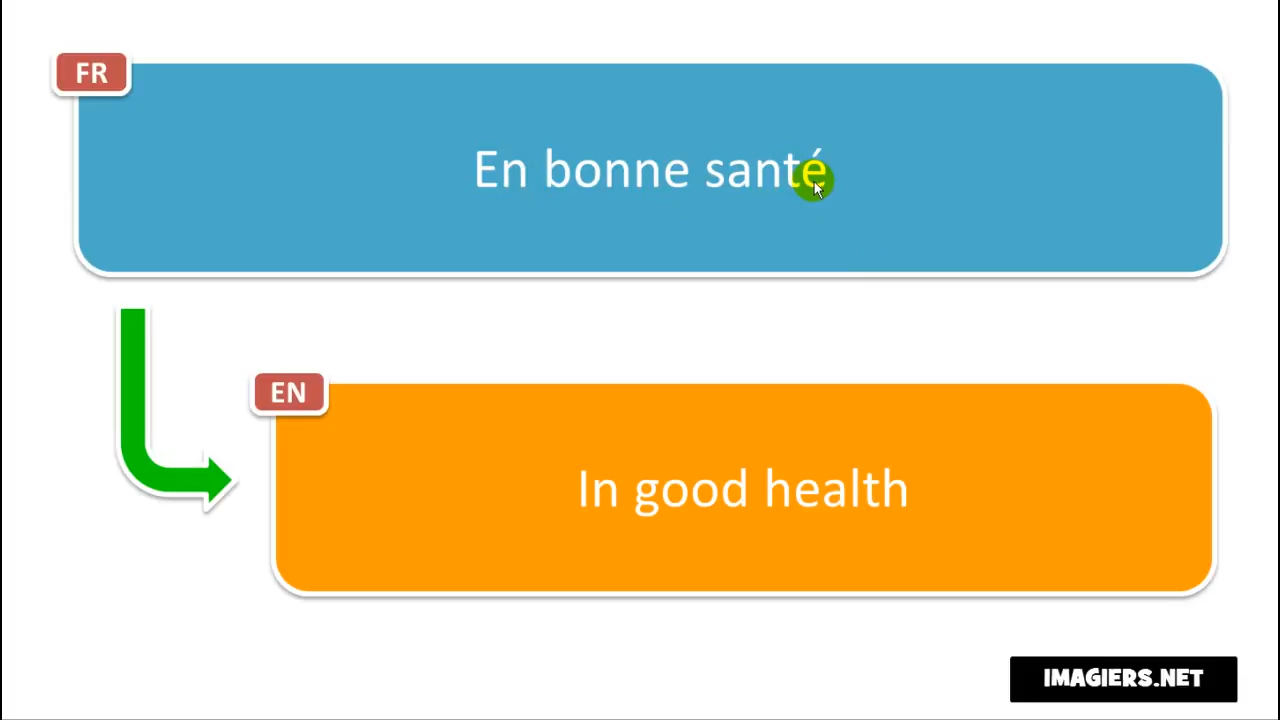 FR
En bonne santé
EN
In good health
IMAGIERS.NET